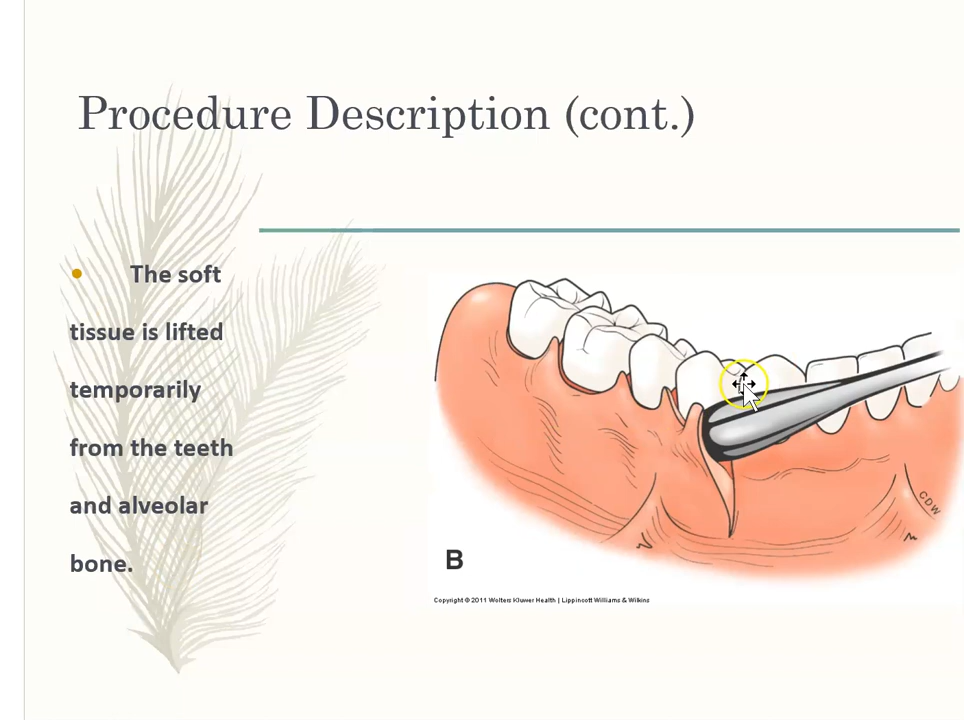 Procedure Description (cont.)
• The soft
tissue is lifted
temporarily
from the teeth
and alveolar
bone.
CDW
B
Copyright © 2011 Wolters Kluwer Health | Lippincott Williams & Wilkins